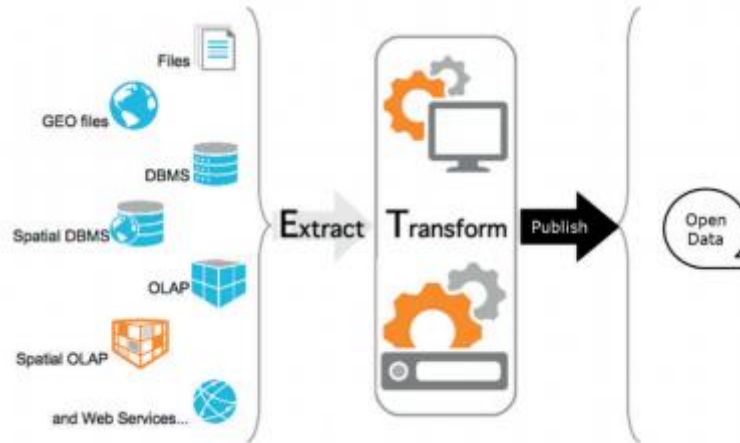 Files
GEO files
DBMS
Spatial DBMS
OLAP
Spatial OLAP
and Web Services...
Extract
Transform
Publish
Open
Data